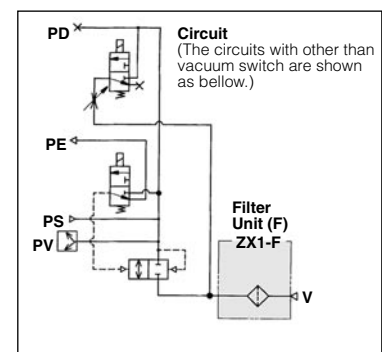 PD
Circuit
(The circuits with other than
vacuum switch are shown
as bellow.)
PE
PS
PV
Filter
Unit (F)
ZX1-F
V